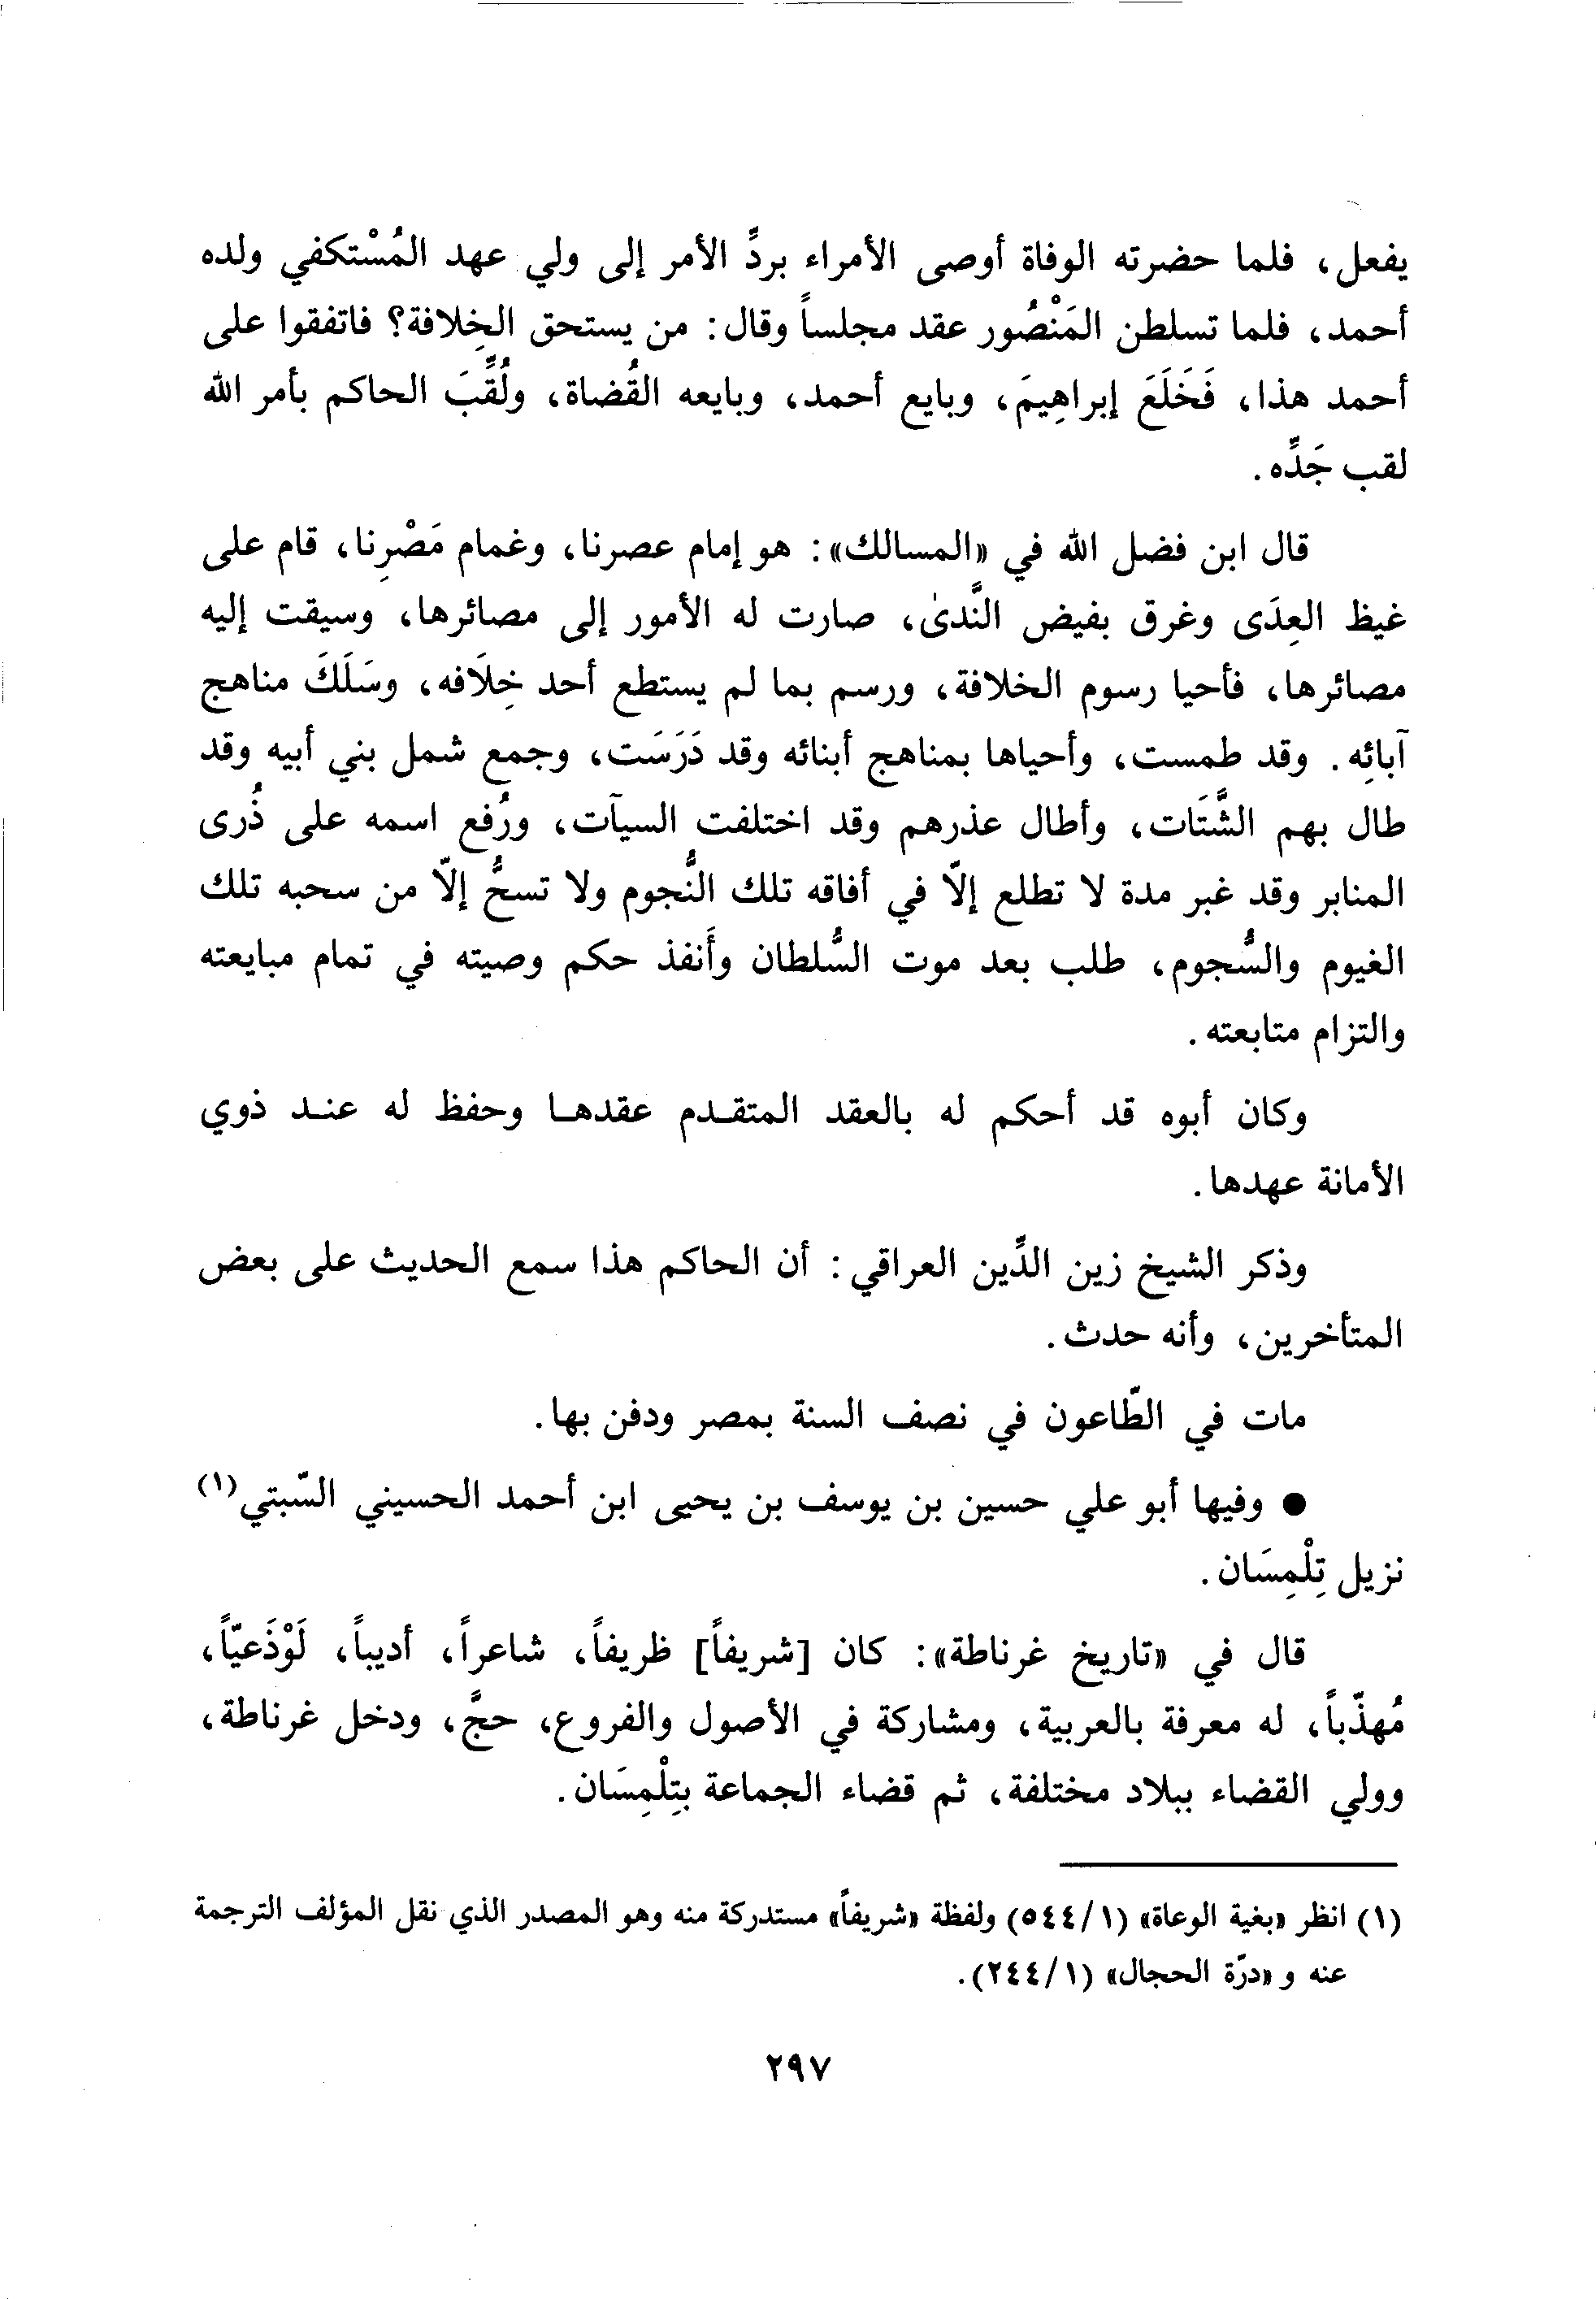 يفعل، فلما حضرته الوفاة أوصى الأمراء بردِّ الأمر إلى ولي عهد المُسْتكفي ولده
أحمد، فلما تسلطن المَنْصُور عقد مجلساً وقال: من يستحق الخِلافة؟ فاتفقوا على
أحمد هذا، فَخَلَعَ إبراهِيمَ، وبايع أحمد، وبايعه القُضاة، ولُقِّبَ الحاكم بأمر الله
لقب جَدِّه.
قال ابن فضل الله في «المسالك»: هو إمام عصرنا، وغمام مَصْرِنا، قام على
غيظ العِدَى وغرق بفيض النَّدىٰ، صارت له الأمور إلى مصائرها، وسيقت إليه
مصائرها، فأحيا رسوم الخلافة، ورسم بما لم يستطع أحد خِلَافه، وسَلَكَ مناهج
آبائِه. وقد طمست، وأحياها بمناهج أبنائه وقد دَرَسَت، وجمع شمل بني أبيه وقد
طال بهم الشَّتَات، وأطال عذرهم وقد اختلفت السيآت، ورُفع اسمه على ذُرى
المنابر وقد غبر مدة لا تطلع إلاّ في أفاقه تلك النُّجوم ولا تسحُّ إلاّ من سحبه تلك
الغيوم والسُّجوم، طلب بعد موت السُّلطان وأَنفذ حكم وصيته في تمام مبايعته
والتزام متابعته.
وكان أبوه قد أحكم له بالعقد المتقدم عقدها وحفظ له عند ذوي
الأمانة عهدها.
وذكر الشيخ زين الدِّين العراقي: أن الحاكم هذا سمع الحديث على بعض
المتأخرين، وأنه حدث.
مات في الطّاعون في نصف السنة بمصر ودفن بها.
● وفيها أبو علي حسين بن يوسف بن يحيى ابن أحمد الحسيني السّبتي(١)
نزيل تِلْمِسَان.
قال في «تاريخ غرناطة»: كان [شريفاً] ظريفاً، شاعراً، أديباً، لَوْذَعيّاً،
مُهذّباً، له معرفة بالعربية، ومشاركة في الأصول والفروع، حجَّ، ودخل غرناطة،
وولي القضاء ببلاد مختلفة، ثم قضاء الجماعة بتِلْمِسَان.
(١) انظر «بغية الوعاة» (٥٤٤/١) ولفظة «شريفاً» مستدركة منه وهو المصدر الذي نقل المؤلف الترجمة
عنه و «درّة الحجال» (٢٤٤/١).
٢٩٧